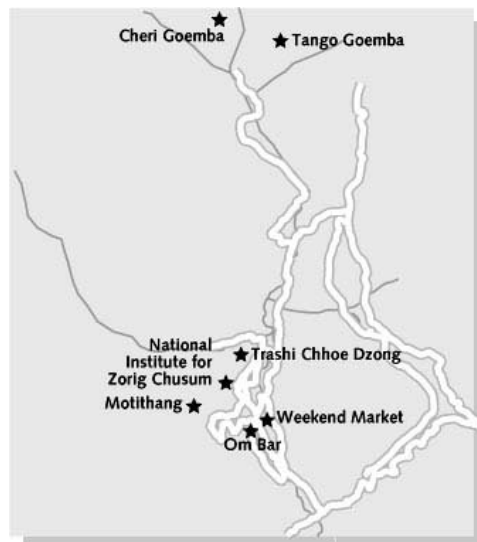 Cheri Goemba
Tango Goemba
National
Institute for
Zorig Chusum
Trashi Chhoe Dzong
Motithang
Weekend Market
Om Bar